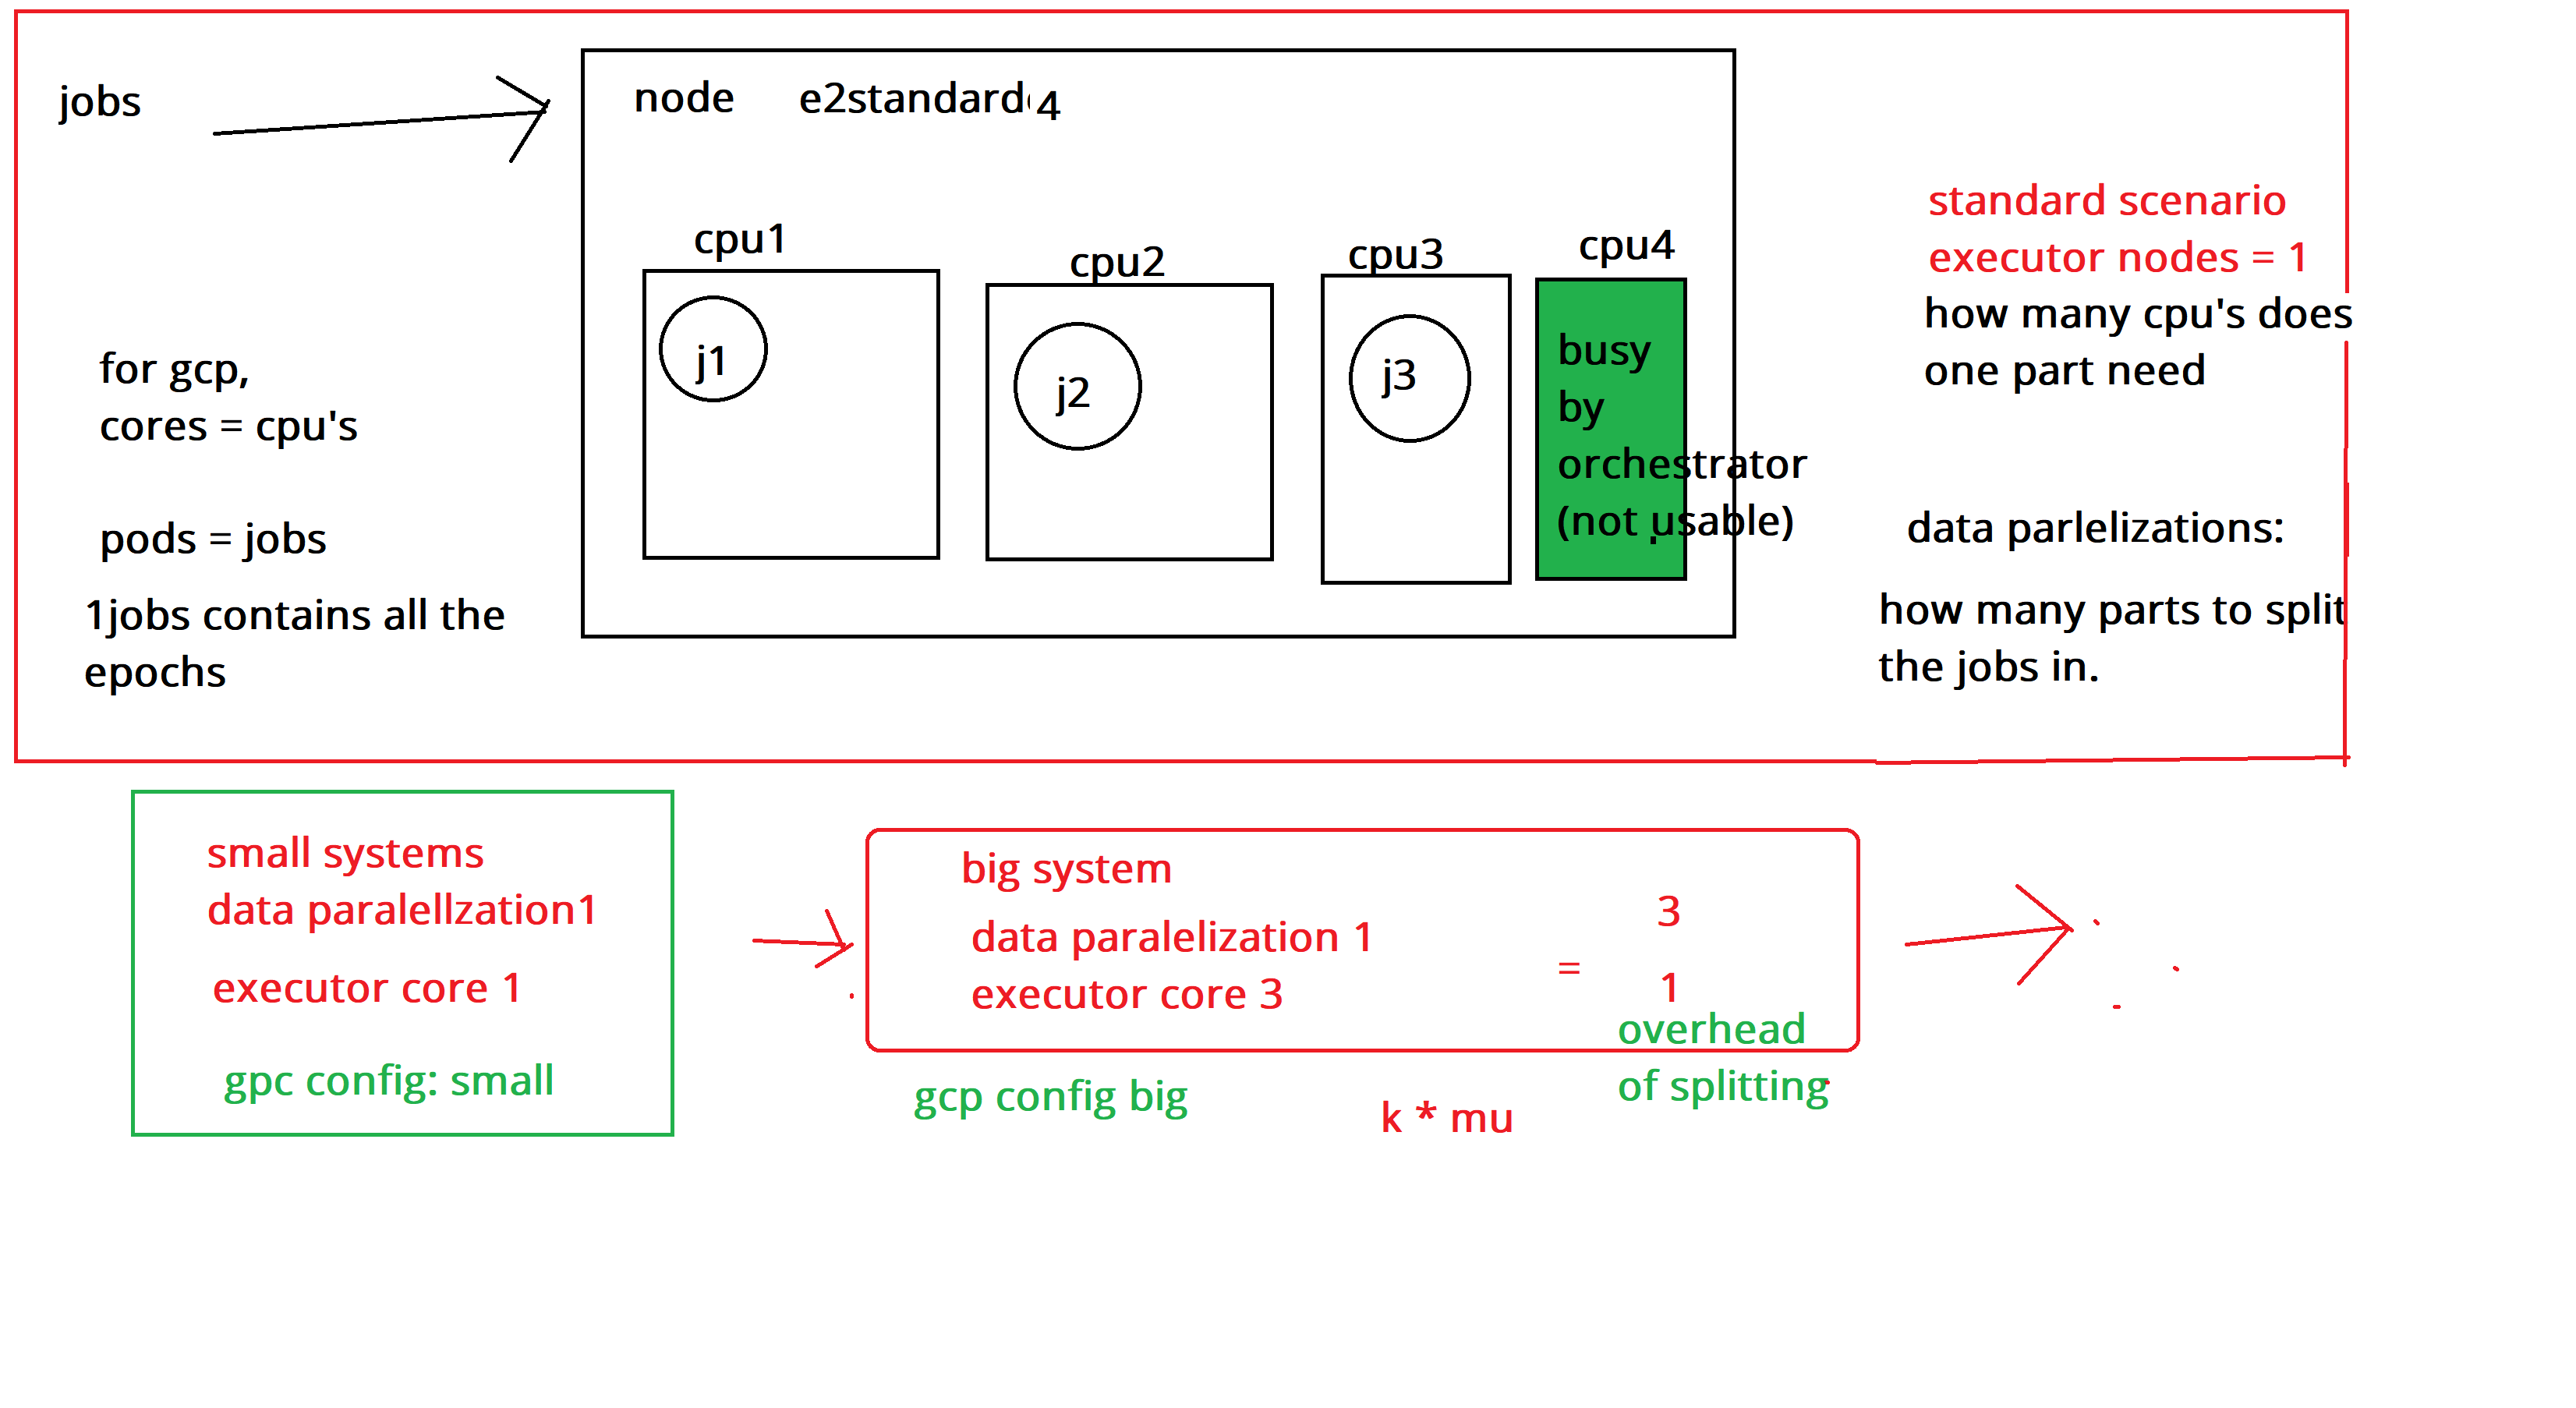 jobs
node e2standard 4
cpu1
cpu2
cpu3
cpu4
j1
j2
j3
busy
by
orchestrator
(not usable)
for gcp,
cores = cpu's
pods = jobs
1jobs contains all the
epochs
standard scenario
executor nodes = 1
how many cpu's does
one part need
data parlelizations:
how many parts to split
the jobs in.
small systems
data paralellzation1
executor core 1
gpc config: small
big system
data paralelization 1
executor core 3
=
3
1
overhead
of splitting
gcp config big
k * mu